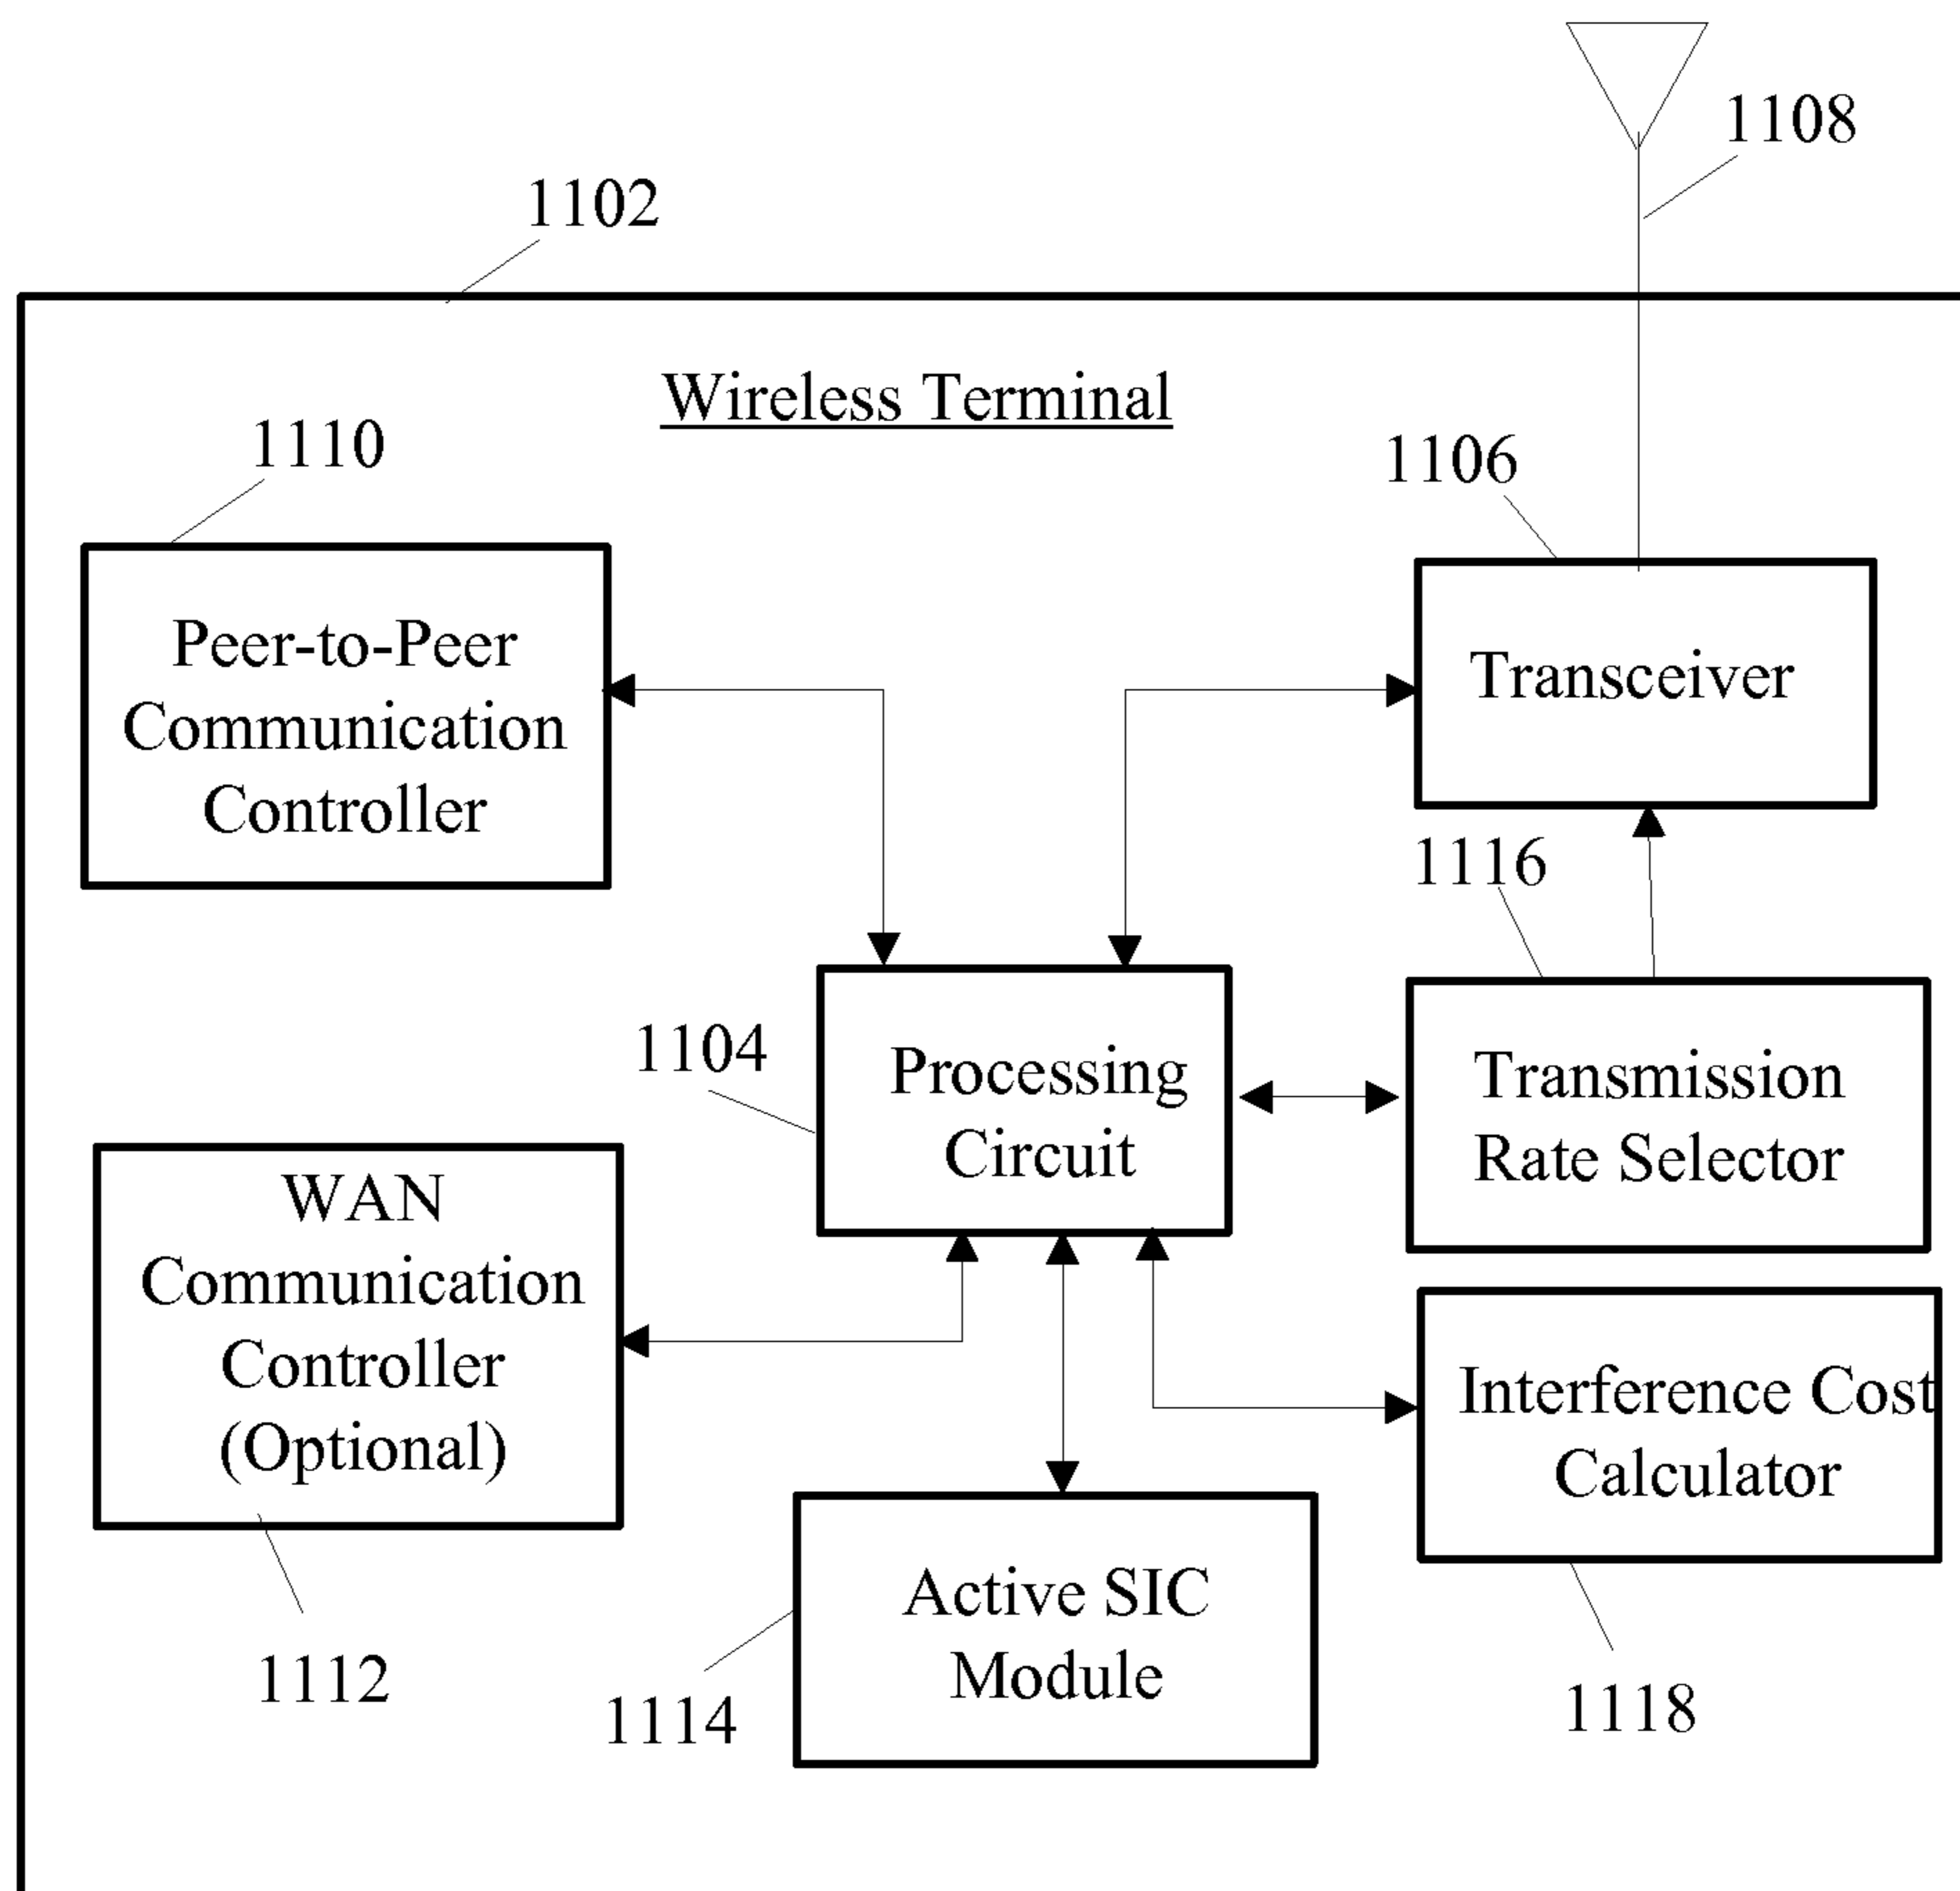 1108
1102
Wireless Terminal
1110
1106
Peer-to-Peer
Communication
Controller
Transceiver
1116
1104
Processing
Circuit
Transmission
Rate Selector
WAN
Communication
Controller
(Optional)
Interference Cost
Calculator
Active SIC
Module
1112
1114
1118